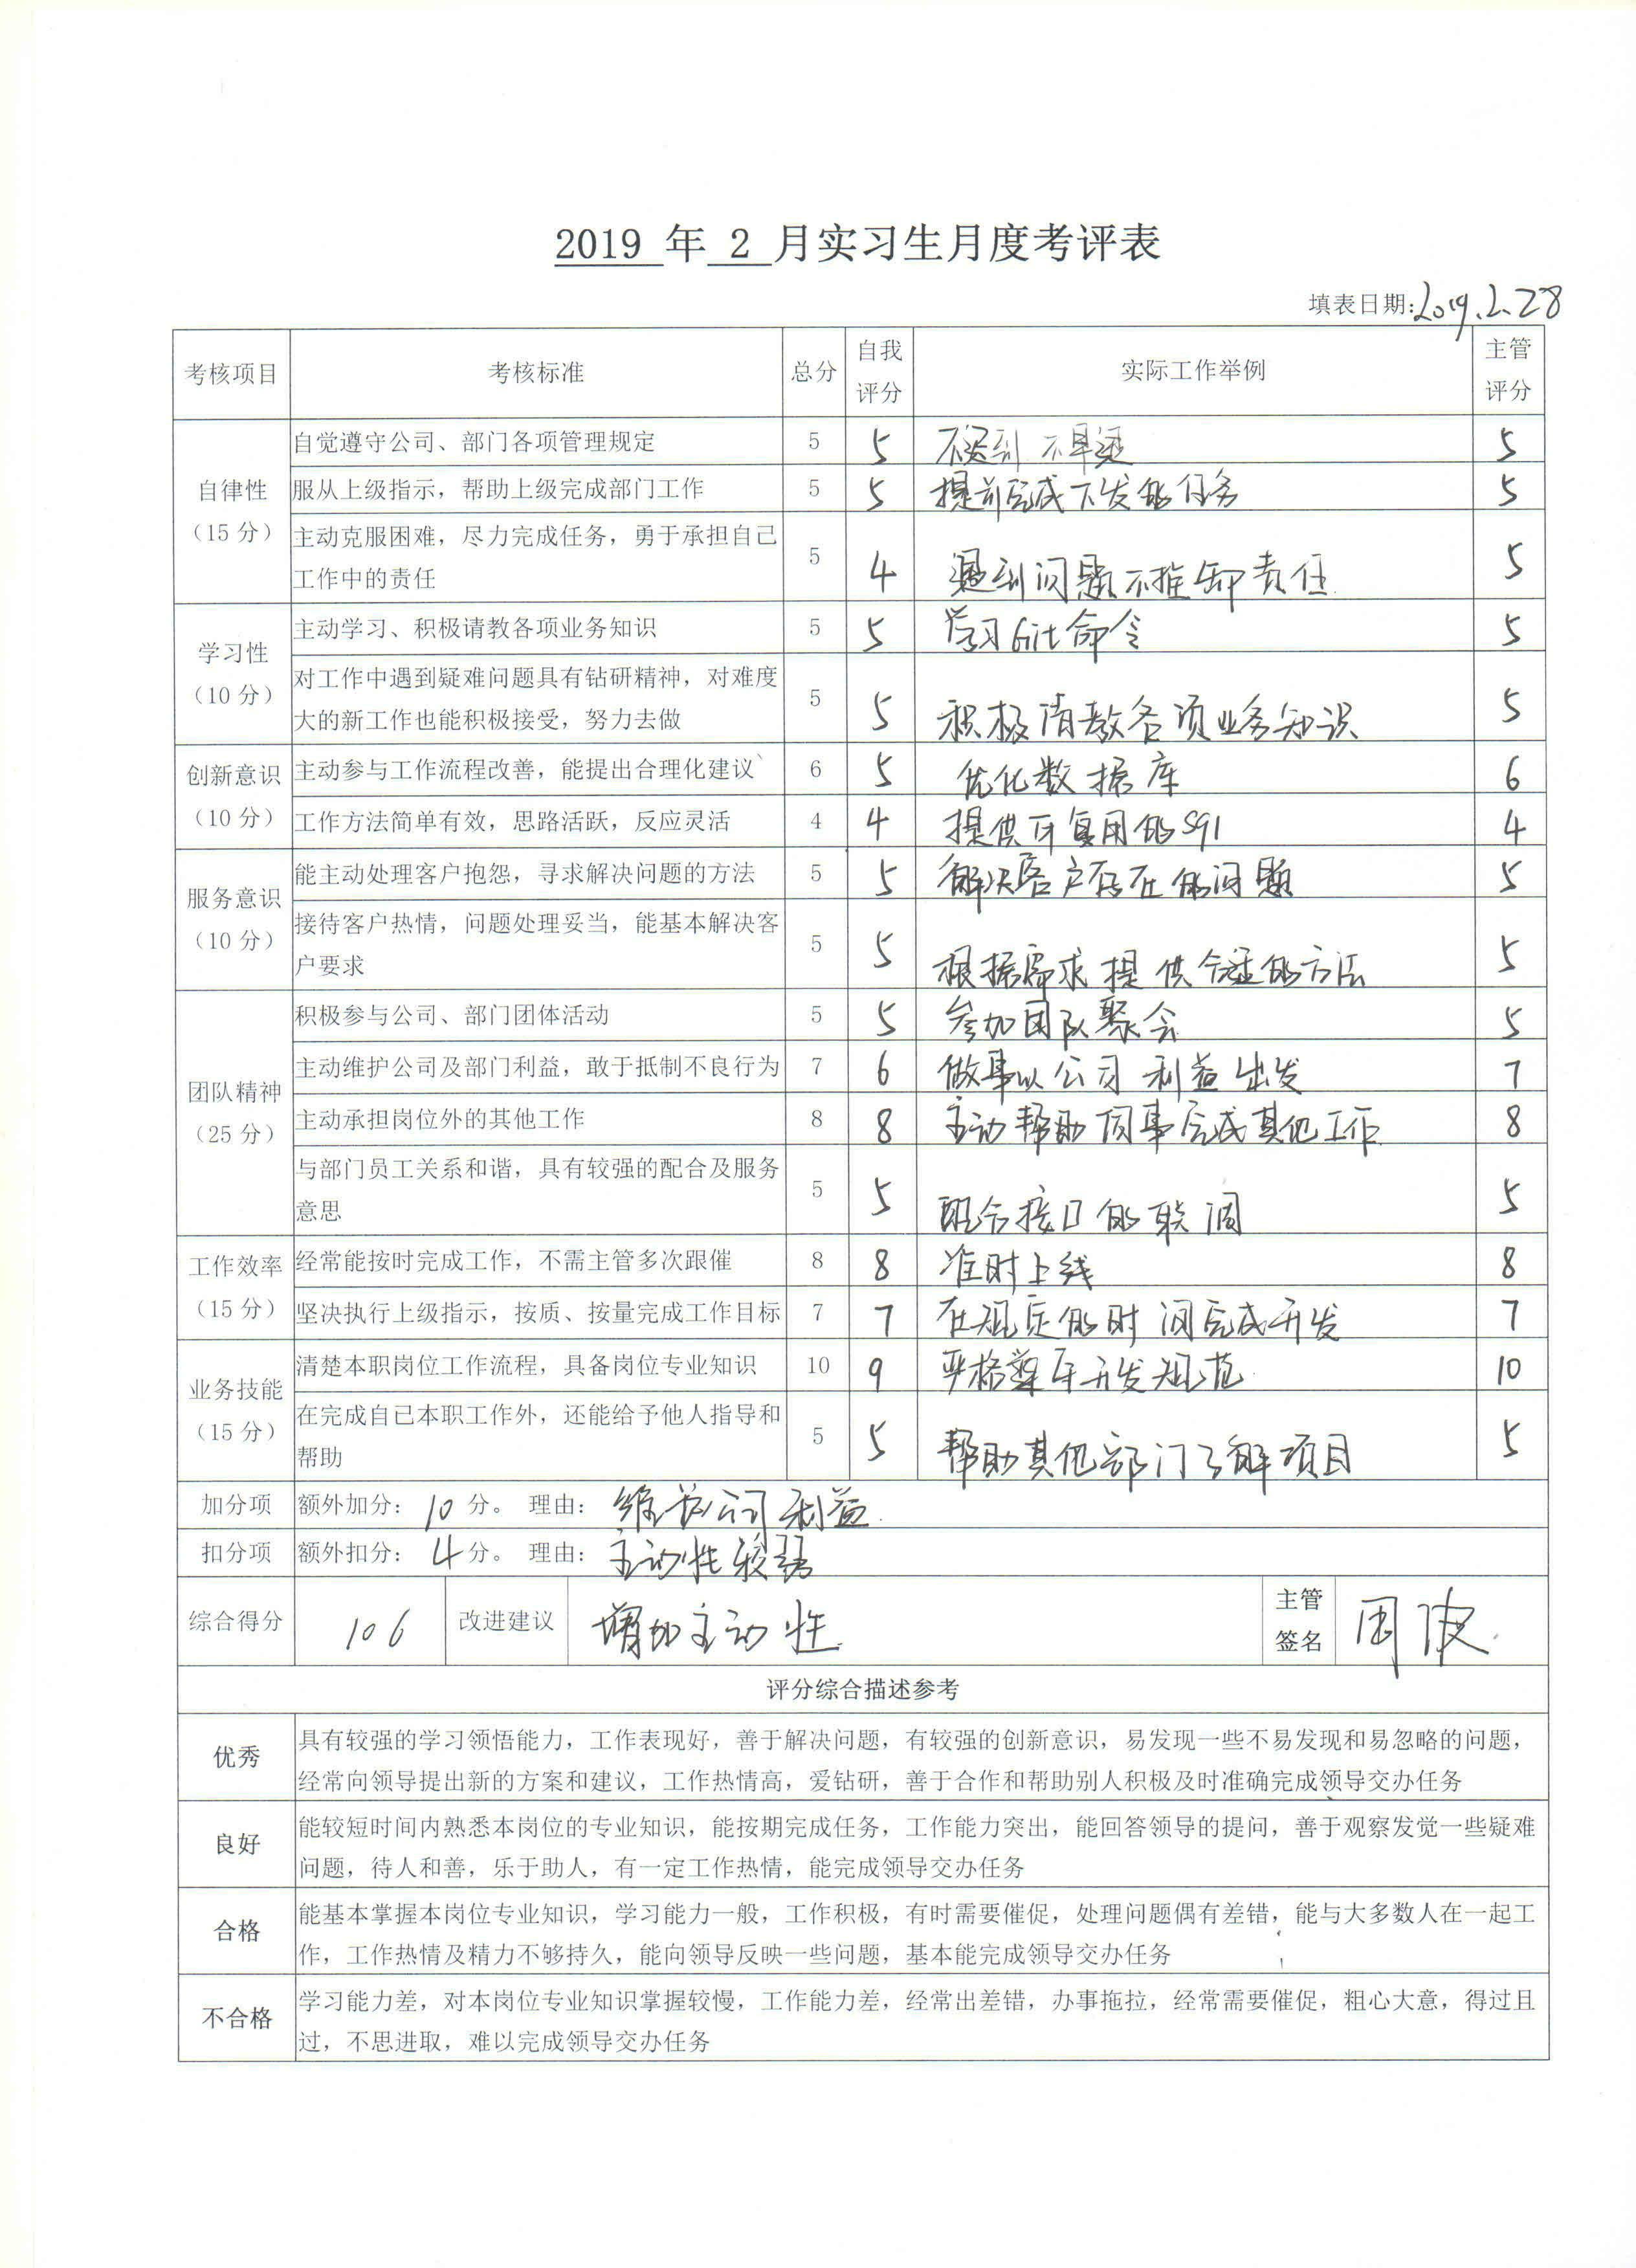 2019 年 2 月实习生月度考评表
填表日期:2019.2.28
考核项目 考核标准 总分 自我评分 实际工作举例 主管评分
自律性（15 分）
自觉遵守公司、部门各项管理规定 5 5 不迟到 不早退 5
服从上级指示，帮助上级完成部门工作 5 5 提前完成下发的任务 5
主动克服困难，尽力完成任务，勇于承担自己
工作中的责任 5 4 遇到问题不推卸责任 5
学习性（10 分）
主动学习、积极请教各项业务知识 5 5 学习Git命令 5
对工作中遇到疑难问题具有钻研精神，对难度
大的新工作也能积极接受，努力去做 5 5 积极请教各项业务知识 5
创新意识（10 分）
主动参与工作流程改善，能提出合理化建议、 6 5 优化数据库 6
工作方法简单有效，思路活跃，反应灵活 4 4 提供可复用的sql 4
服务意识（10 分）
能主动处理客户抱怨，寻求解决问题的方法 5 5 解决客户存在的问题 5
接待客户热情，问题处理妥当，能基本解决客
户要求 5 5 根据需求提供合适的方法 5
团队精神（25 分）
积极参与公司、部门团体活动 5 5 参加团队聚会 5
主动维护公司及部门利益，敢于抵制不良行为 7 6 做事以公司利益出发 7
主动承担岗位外的其他工作 8 8 主动帮助同事完成其他工作 8
与部门员工关系和谐，具有较强的配合及服务
意思 5 5 配合接口的联调 5
工作效率（15 分）
经常能按时完成工作，不需主管多次跟催 8 8 准时上线 8
坚决执行上级指示，按质、按量完成工作目标 7 7 在规定的时间完成开发 7
业务技能（15 分）
清楚本职岗位工作流程，具备岗位专业知识 10 9 严格遵守开发规范 10
在完成自已本职工作外，还能给予他人指导和
帮助 5 5 帮助其他部门了解项目 5
加分项 额外加分：10 分。 理由：维护公司利益.
扣分项 额外扣分：4分。 理由：主动性较弱
综合得分 106 改进建议 增加主动性 主管签名 周波
评分综合描述参考
优秀 具有较强的学习领悟能力，工作表现好，善于解决问题，有较强的创新意识，易发现一些不易发现和易忽略的问题，
经常向领导提出新的方案和建议，工作热情高，爱钻研，善于合作和帮助别人积极及时准确完成领导交办任务
良好 能较短时间内熟悉本岗位的专业知识，能按期完成任务，工作能力突出，能回答领导的提问，善于观察发觉一些疑难
问题，待人和善，乐于助人，有一定工作热情，能完成领导交办任务
合格 能基本掌握本岗位专业知识，学习能力一般，工作积极，有时需要催促，处理问题偶有差错，能与大多数人在一起工
作，工作热情及精力不够持久，能向领导反映一些问题，基本能完成领导交办任务
不合格 学习能力差，对本岗位专业知识掌握较慢，工作能力差，经常出差错，办事拖拉，经常需要催促，粗心大意，得过且
过，不思进取，难以完成领导交办任务